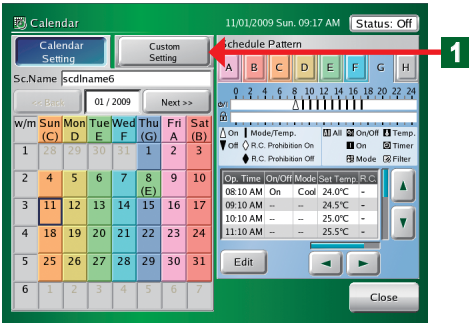 Calendar
11/01/2009 Sun. 09:17 AM
Status: Off
1
Calendar Setting
Custom Setting
Schedule Pattern
Sc.Name scdlname6
A B C D E F G H
<<Back 01 / 2009 Next >>
0 2 4 6 8 10 12 14 16 18 20 22 24
w/m Sun (C) Mon D Tue E Wed F Thu (G) Fri A Sat (B)
1 28 29 30 31 1 2 3
2 4 5 6 7 8 (E) 9 10
3 11 12 13 14 15 16 17
4 18 19 20 21 22 23 24
5 25 26 27 28 29 30 31
6 1 2 3 4 5 6 7
On Mode/Temp. All On/Off Temp.
Off R.C. Prohibition On On Timer
R.C. Prohibition Off Mode Filter
Op. Time On/Off Mode Set Temp. R.C.
08:10 AM On Cool 24.0°C -
09:10 AM -- -- 24.5°C -
10:10 AM -- -- 25.0°C -
11:10 AM -- -- 25.5°C -
Edit
Close